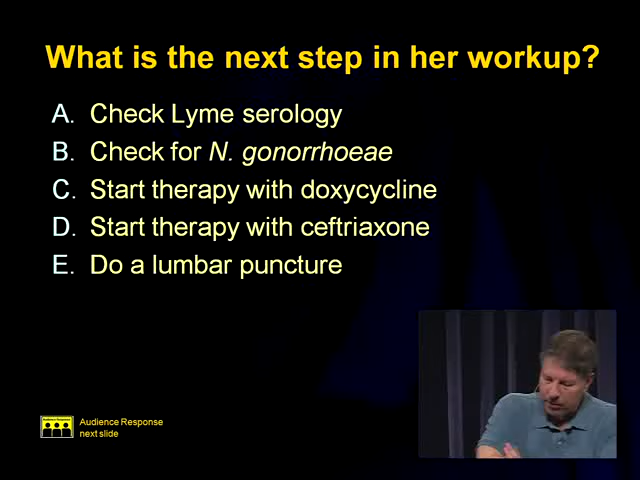 What is the next step in her workup?
A. Check Lyme serology
B. Check for N. gonorrhoeae
C. Start therapy with doxycycline
D. Start therapy with ceftriaxone
E. Do a lumbar puncture
Audience Response
next slide